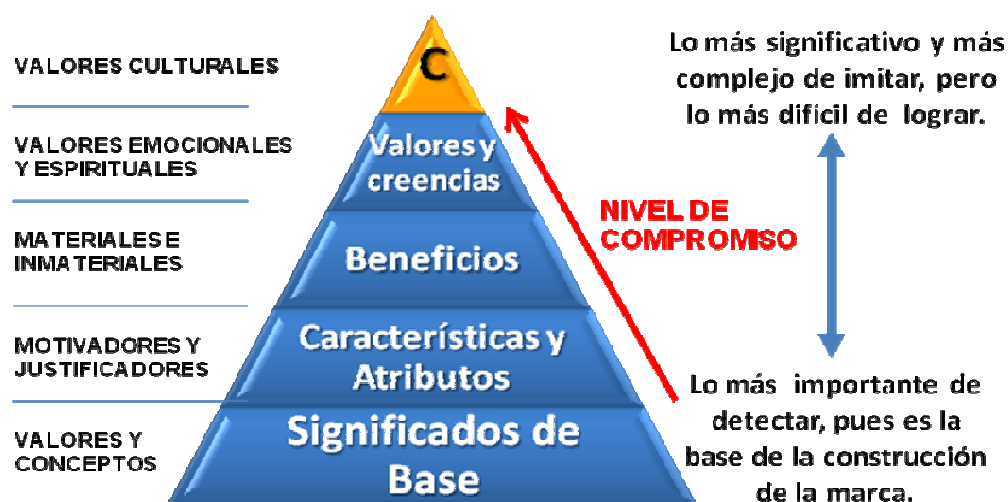 VALORES CULTURALES
VALORES EMOCIONALES
Y ESPIRITUALES
MATERIALES E
INMATERIALES
MOTIVADORES Y
JUSTIFICADORES
VALORES Y
CONCEPTOS
C
Valores y
creencias
Beneficios
Características y
Atributos
Significados de
Base
NIVEL DE
COMPROMISO
Lo más significativo y más
complejo de imitar, pero
lo más difícil de lograr.
Lo más importante de
detectar, pues es la
base de la construcción
de la marca.